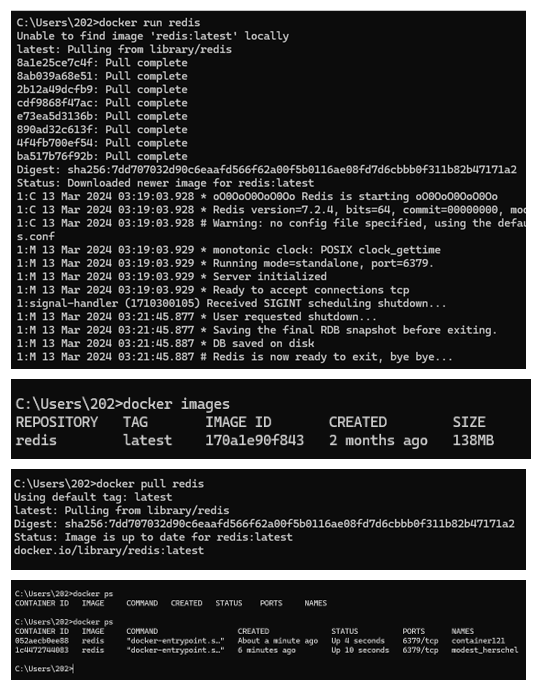 C:\Users\202>docker run redis
Unable to find image 'redis:latest' locally
latest: Pulling from library/redis
8a1e25ce7c4f: Pull complete
8ab039a68e51: Pull complete
2b12a49dcfb9: Pull complete
cdf9868f47ac: Pull complete
e73ea5d3136b: Pull complete
890ad32c613f: Pull complete
4f4fb700ef54: Pull complete
ba517b76f92b: Pull complete
Digest: sha256:7dd707032d90c6eaafd566f62a00f5b0116ae08fd7d6cbbb0f311b82b47171a2
Status: Downloaded newer image for redis:latest
1:C 13 Mar 2024 03:19:03.928 * oO0OoO0OoO0Oo Redis is starting oO0OoO0OoO0Oo
1:C 13 Mar 2024 03:19:03.928 * Redis version=7.2.4, bits=64, commit=00000000, mod
1:C 13 Mar 2024 03:19:03.928 # Warning: no config file specified, using the defau
s.conf
1:M 13 Mar 2024 03:19:03.929 * monotonic clock: POSIX clock_gettime
1:M 13 Mar 2024 03:19:03.929 * Running mode=standalone, port=6379.
1:M 13 Mar 2024 03:19:03.929 * Server initialized
1:M 13 Mar 2024 03:19:03.929 * Ready to accept connections tcp
1:signal-handler (1710300105) Received SIGINT scheduling shutdown...
1:M 13 Mar 2024 03:21:45.877 * User requested shutdown...
1:M 13 Mar 2024 03:21:45.877 * Saving the final RDB snapshot before exiting.
1:M 13 Mar 2024 03:21:45.887 * DB saved on disk
1:M 13 Mar 2024 03:21:45.887 # Redis is now ready to exit, bye bye...
C:\Users\202>docker images
REPOSITORY TAG IMAGE ID CREATED SIZE
redis latest 170a1e90f843 2 months ago 138MB
C:\Users\202>docker pull redis
Using default tag: latest
latest: Pulling from library/redis
Digest: sha256:7dd707032d90c6eaafd566f62a00f5b0116ae08fd7d6cbbb0f311b82b47171a2
Status: Image is up to date for redis:latest
docker.io/library/redis:latest
C:\Users\202>docker ps
CONTAINER ID IMAGE COMMAND CREATED STATUS PORTS NAMES
C:\Users\202>docker ps
CONTAINER ID IMAGE COMMAND CREATED STATUS PORTS NAMES
052aecb0ee88 redis "docker-entrypoint.s…" About a minute ago Up 4 seconds 6379/tcp container121
1c4472744083 redis "docker-entrypoint.s…" 6 minutes ago Up 10 seconds 6379/tcp modest_herschel
C:\Users\202>